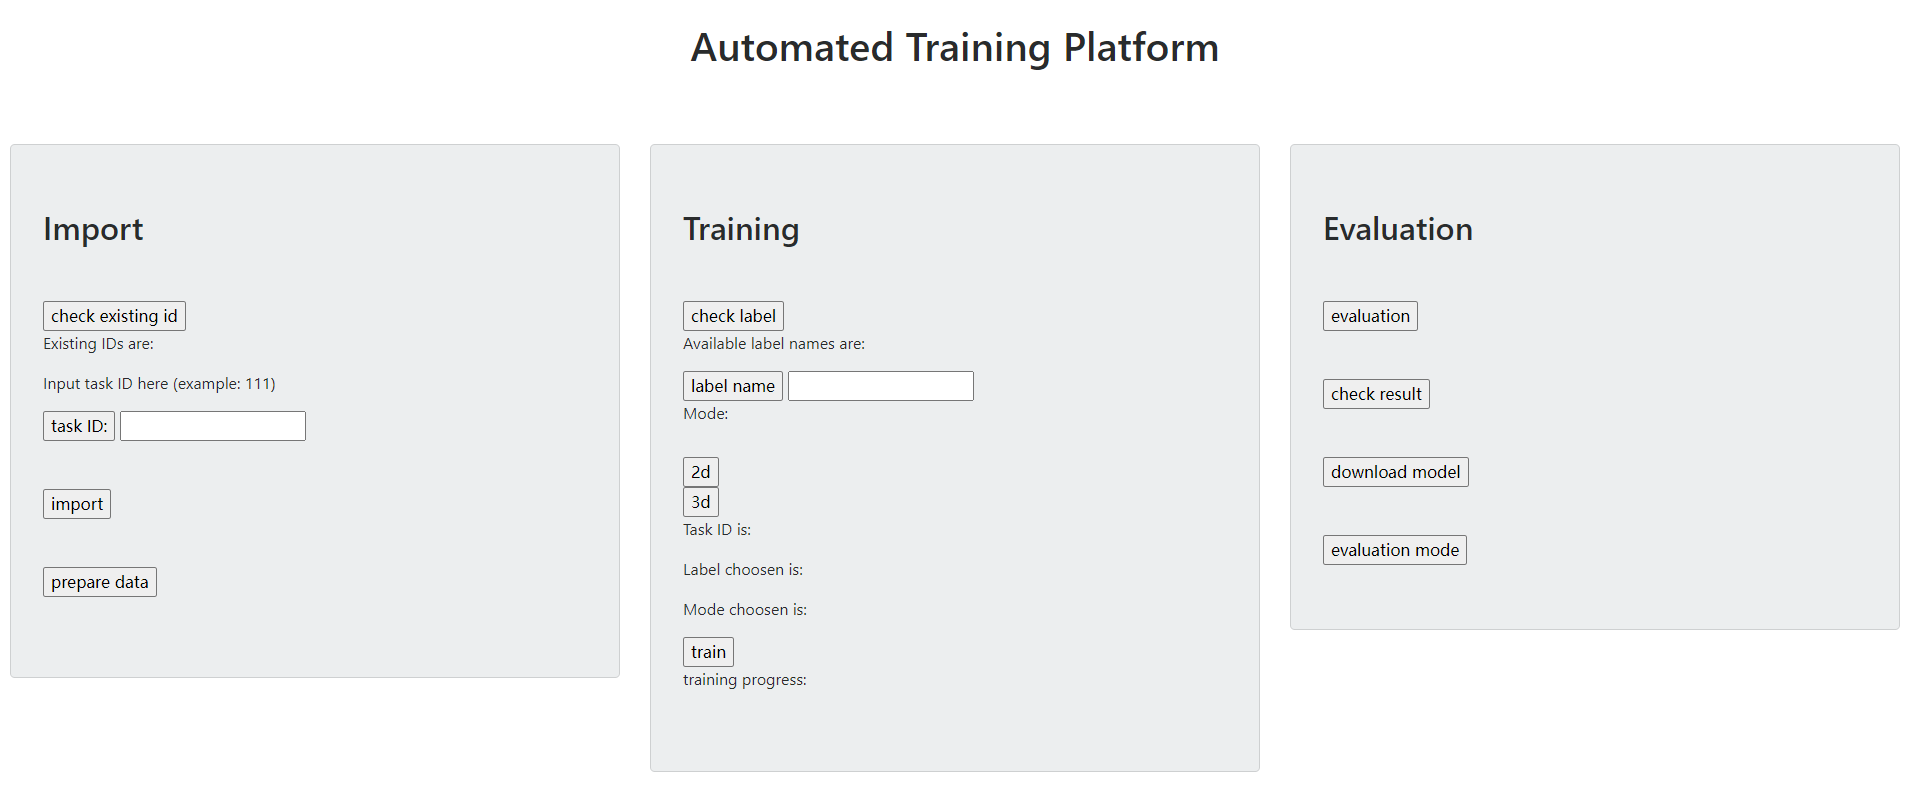 Automated Training Platform
Import
check existing id
Existing IDs are:
Input task ID here (example: 111)
task ID:
import
prepare data
Training
check label
Available label names are:
label name
Mode:
2d
3d
Task ID is:
Label choosen is:
Mode choosen is:
train
training progress:
Evaluation
evaluation
check result
download model
evaluation mode